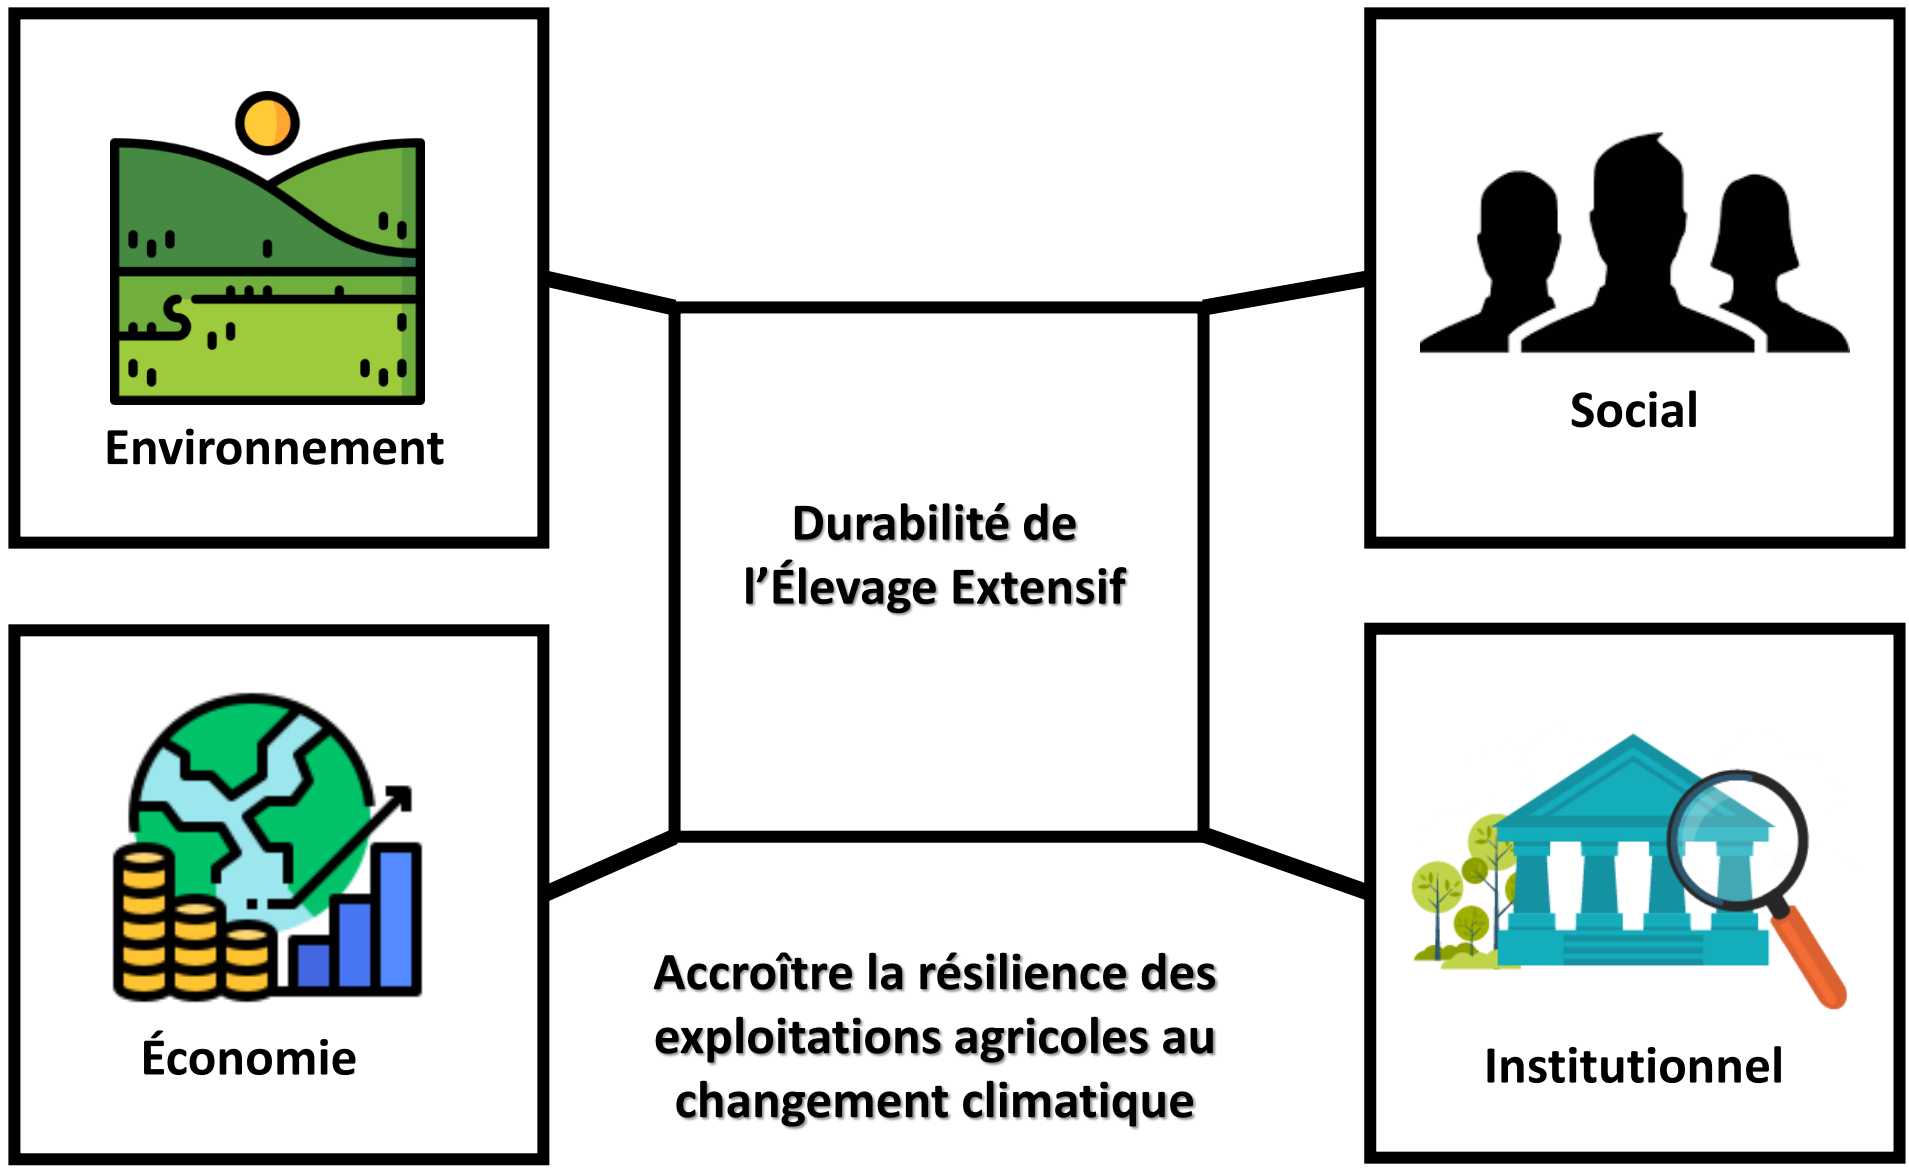 Environnement
Social
Durabilité de
l’Élevage Extensif
Économie
Institutionnel
Accroître la résilience des
exploitations agricoles au
changement climatique